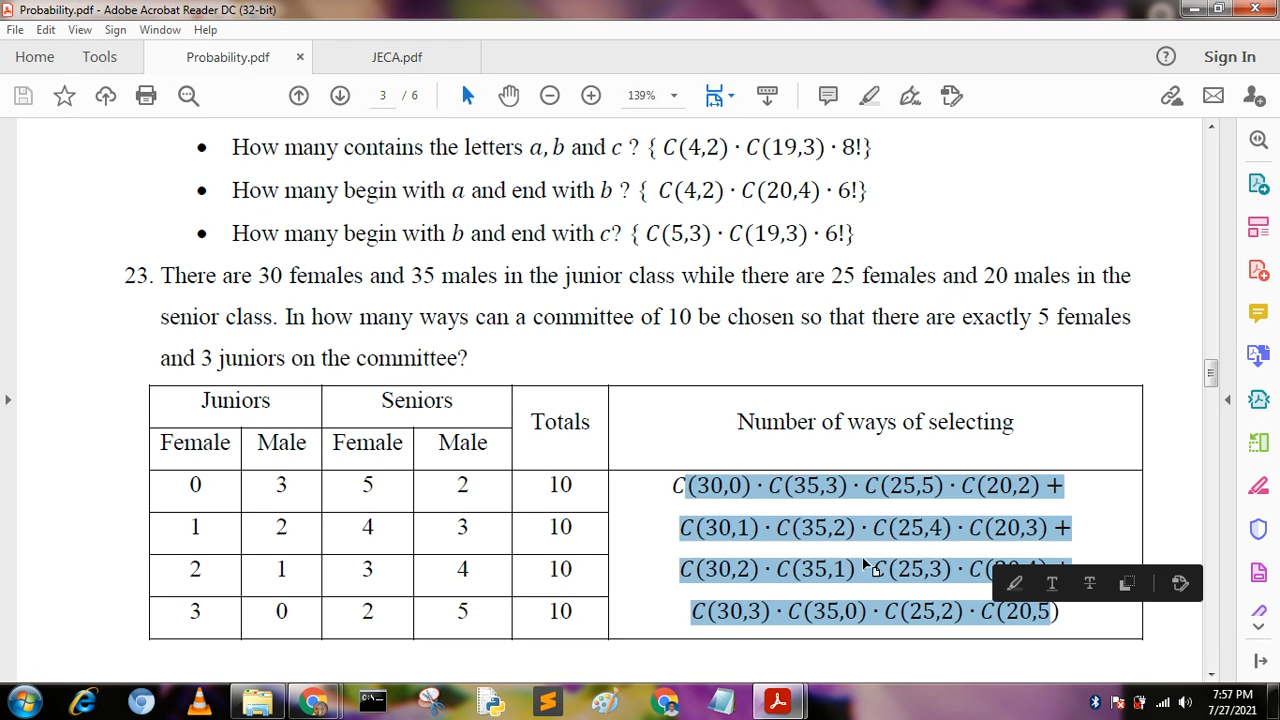 Probability.pdf - Adobe Acrobat Reader DC (32-bit)
File Edit View Sign Window Help
Home Tools Probability.pdf × JECA.pdf Sign In
3 / 6 139%
• How many contains the letters a, b and c ? { C(4,2) · C(19,3) · 8!}
• How many begin with a and end with b ? { C(4,2) · C(20,4) · 6!}
• How many begin with b and end with c? { C(5,3) · C(19,3) · 6!}
23. There are 30 females and 35 males in the junior class while there are 25 females and 20 males in the
senior class. In how many ways can a committee of 10 be chosen so that there are exactly 5 females
and 3 juniors on the committee?
Juniors Seniors Totals Number of ways of selecting
Female Male Female Male
0 3 5 2 10 C(30,0) · C(35,3) · C(25,5) · C(20,2) +
1 2 4 3 10 C(30,1) · C(35,2) · C(25,4) · C(20,3) +
2 1 3 4 10 C(30,2) · C(35,1) · C(25,3) ·
3 0 2 5 10 C(30,3) · C(35,0) · C(25,2) · C(20,5)
7:57 PM
7/27/2021